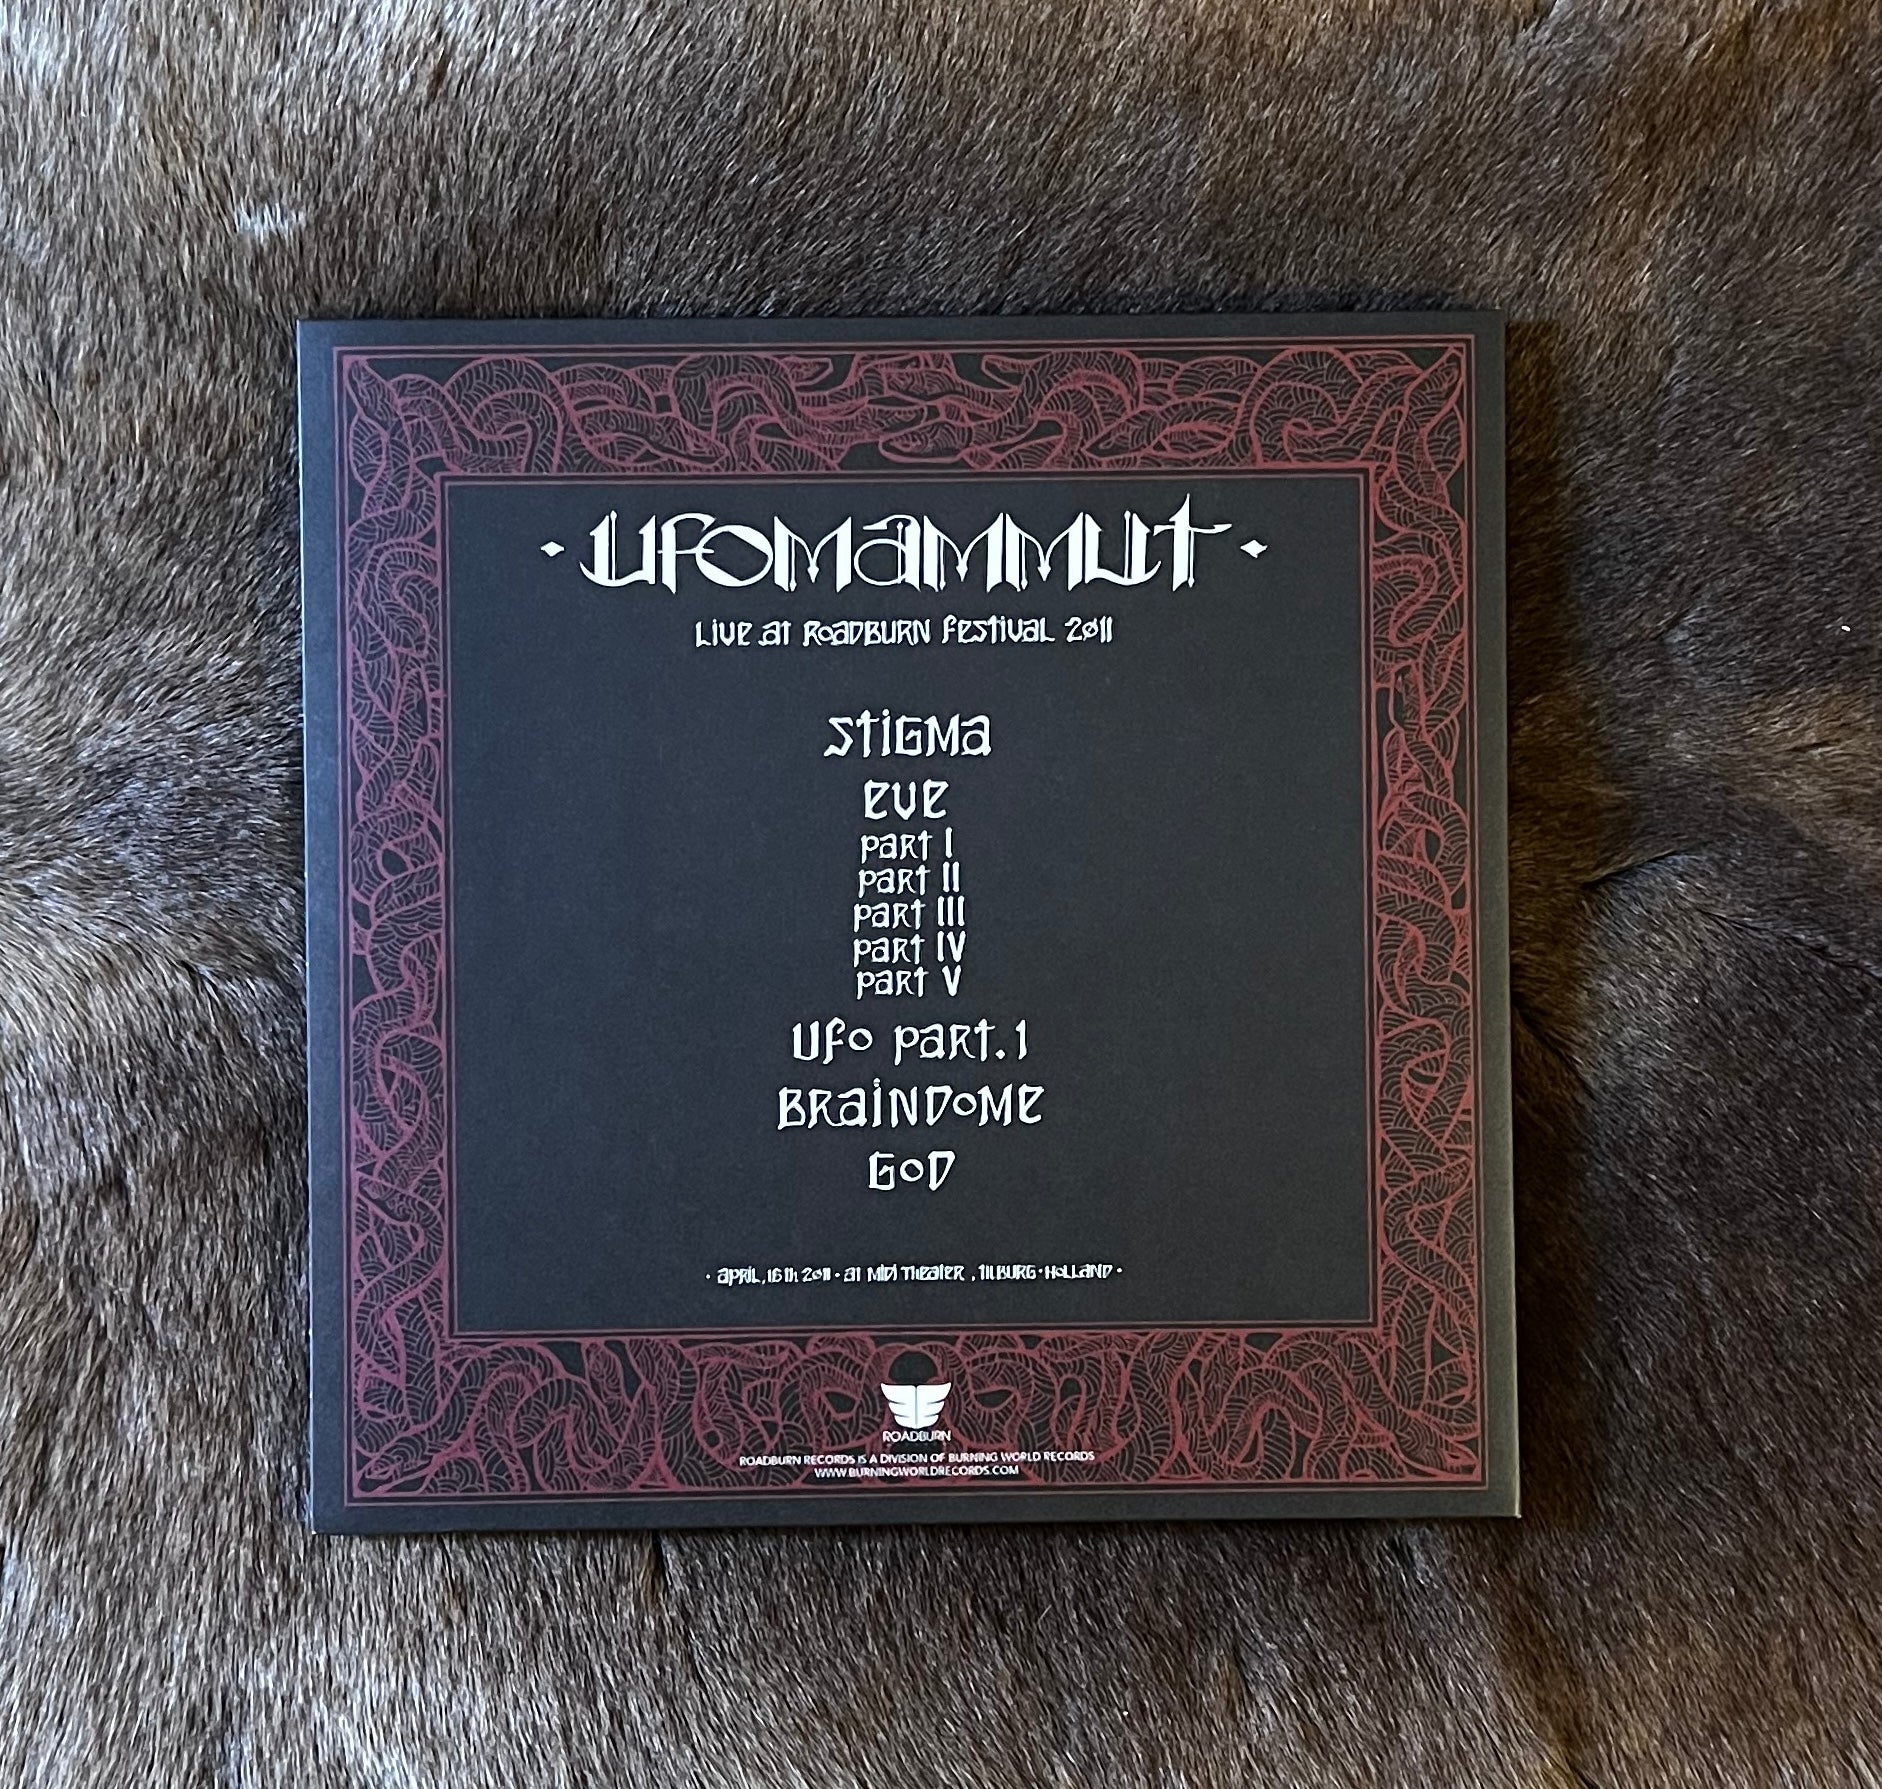 · UFOMAMMUT ·
LIVE AT ROADBURN FESTIVAL 2011
STIGMA
EVE
PART I
PART II
PART III
PART IV
PART V
UFO PART.1
BRAINDOME
GOD
· APRIL, 16TH 2011 · AT MIDI THEATER, TILBURG · HOLLAND ·
ROADBURN
ROADBURN RECORDS IS A DIVISION OF BURNING WORLD RECORDS
WWW.BURNINGWORLDRECORDS.COM